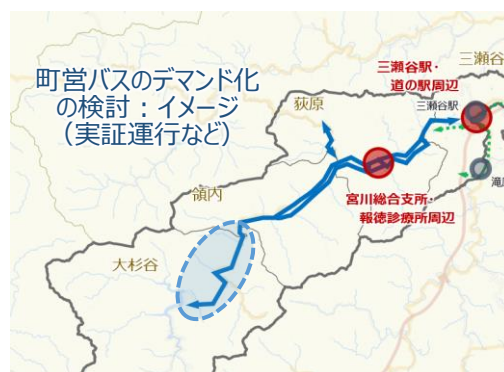 町営バスのデマンド化
の検討：イメージ
（実証運行など）
三瀬谷
三瀬谷駅・
道の駅周辺
三瀬谷駅
荻原
宮川総合支所・
報徳診療所周辺
領内
大杉谷